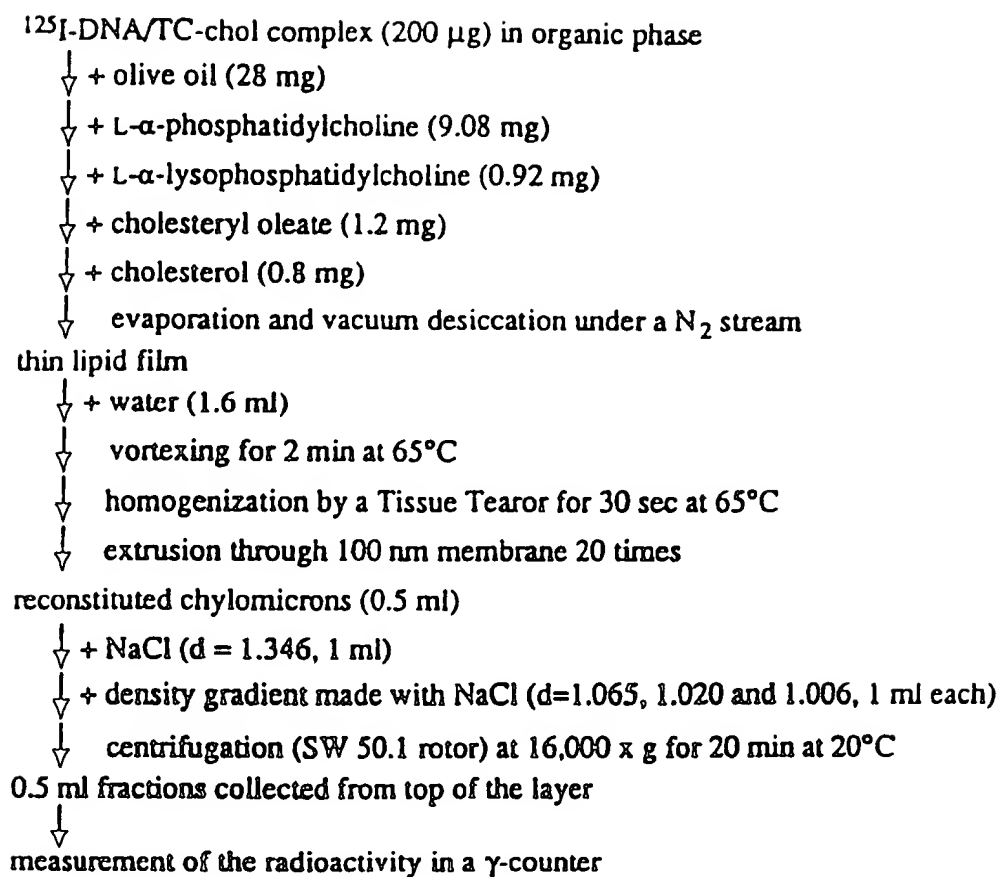 ¹²⁵I-DNA/TC-chol complex (200 µg) in organic phase
+ olive oil (28 mg)
+ L-α-phosphatidylcholine (9.08 mg)
+ L-α-lysophosphatidylcholine (0.92 mg)
+ cholesteryl oleate (1.2 mg)
+ cholesterol (0.8 mg)
evaporation and vacuum desiccation under a N₂ stream
thin lipid film
+ water (1.6 ml)
vortexing for 2 min at 65°C
homogenization by a Tissue Tearor for 30 sec at 65°C
extrusion through 100 nm membrane 20 times
reconstituted chylomicrons (0.5 ml)
+ NaCl (d = 1.346, 1 ml)
+ density gradient made with NaCl (d=1.065, 1.020 and 1.006, 1 ml each)
centrifugation (SW 50.1 rotor) at 16,000 x g for 20 min at 20°C
0.5 ml fractions collected from top of the layer
measurement of the radioactivity in a γ-counter